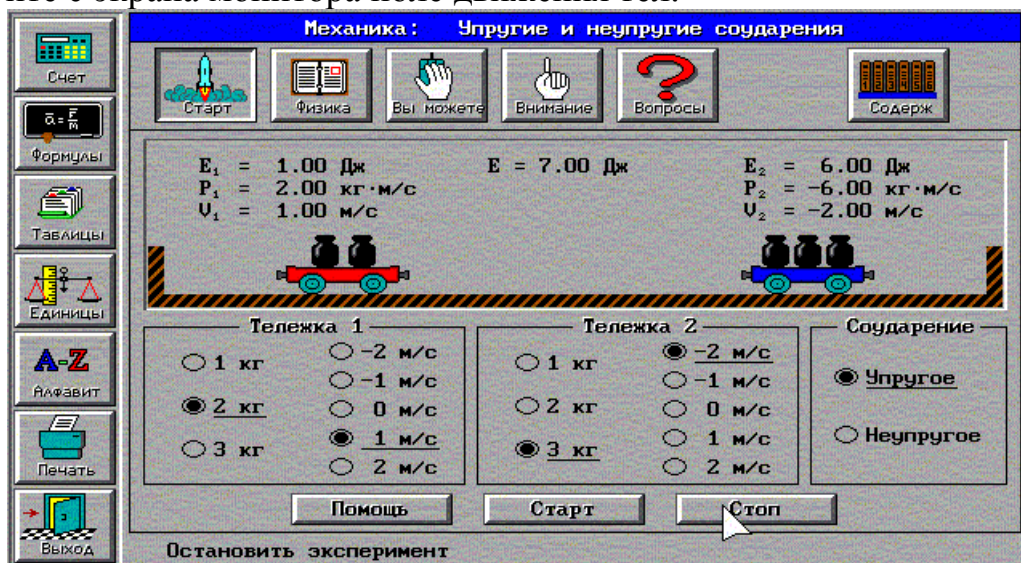 Механика: Упругие и неупругие соударения
Счет
Формулы
ā = F/m
Таблицы
Единицы
A-Z
Алфавит
Печать
Выход
Старт
Физика
Вы можете
Внимание
Вопросы
Содерж
E₁ = 1.00 Дж E = 7.00 Дж E₂ = 6.00 Дж
P₁ = 2.00 кг·м/с P₂ = -6.00 кг·м/с
V₁ = 1.00 м/с V₂ = -2.00 м/с
Тележка 1
1 кг
2 кг
3 кг
-2 м/с
-1 м/с
0 м/с
1 м/с
2 м/с
Тележка 2
1 кг
2 кг
3 кг
-2 м/с
-1 м/с
0 м/с
1 м/с
2 м/с
Соударение
Упругое
Неупругое
Помощь
Старт
Стоп
Остановить эксперимент